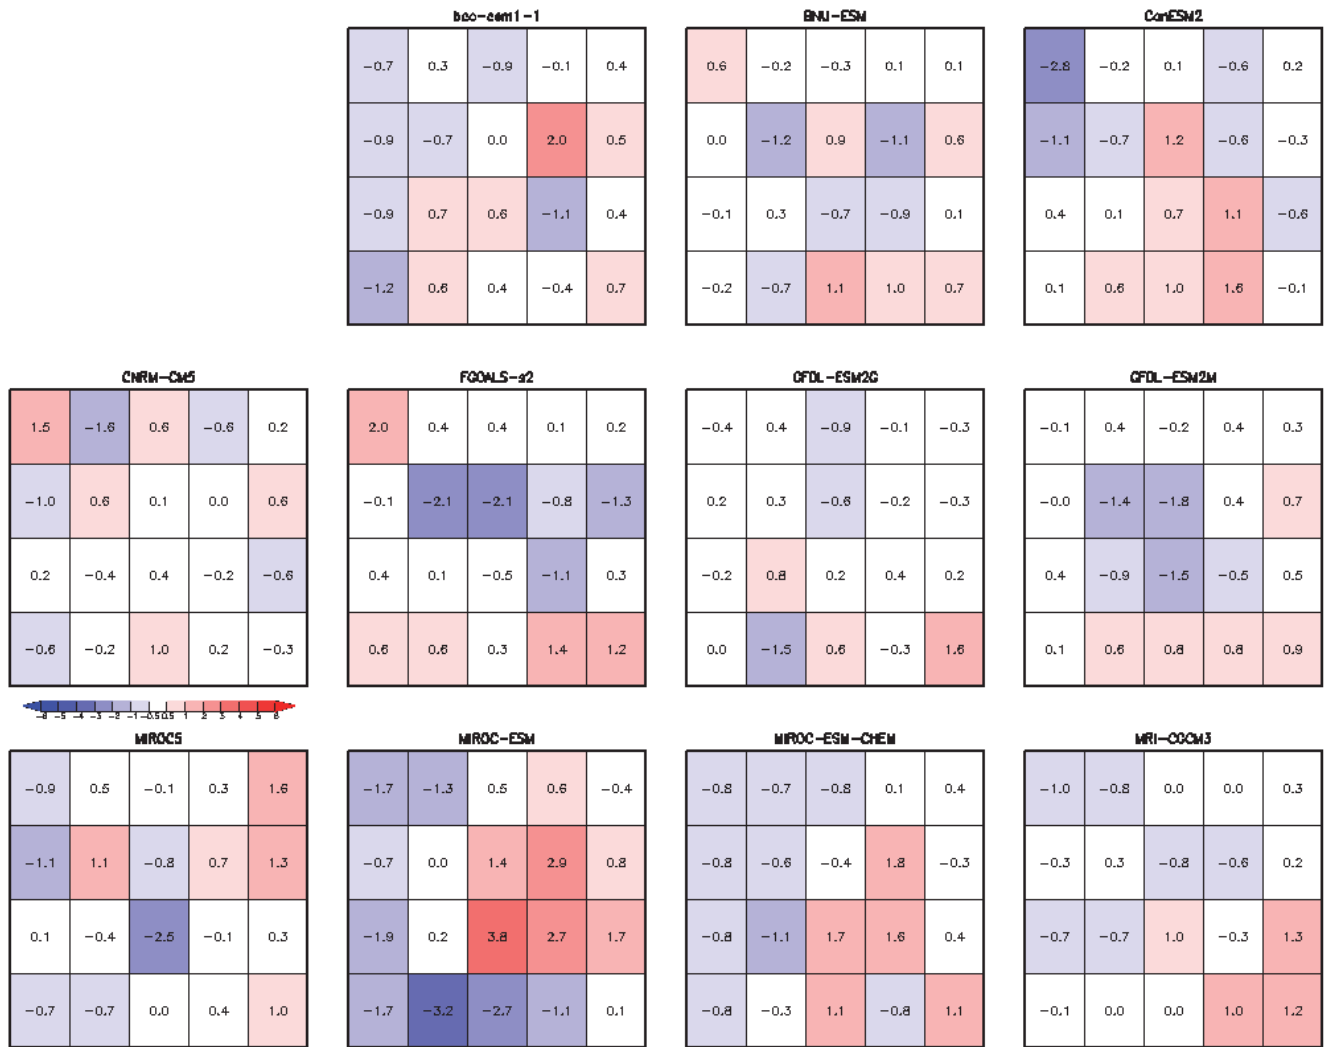 bcc-csm1-1 BNU-ESM CanESM2
-0.7 0.3 -0.9 -0.1 0.4 0.6 -0.2 -0.3 0.1 0.1 -2.8 -0.2 0.1 -0.6 0.2
-0.9 -0.7 0.0 2.0 0.5 0.0 -1.2 0.9 -1.1 0.6 -1.1 -0.7 1.2 -0.6 -0.3
-0.9 0.7 0.6 -1.1 0.4 -0.1 0.3 -0.7 -0.9 0.1 0.4 0.1 0.7 1.1 -0.6
-1.2 0.6 0.4 -0.4 0.7 -0.2 -0.7 1.1 1.0 0.7 0.1 0.6 1.0 1.6 -0.1
CNRM-CM5 FGOALS-s2 GFDL-ESM2G GFDL-ESM2M
1.5 -1.6 0.6 -0.6 0.2 2.0 0.4 0.4 0.1 0.2 -0.4 0.4 -0.9 -0.1 -0.3 -0.1 0.4 -0.2 0.4 0.3
-1.0 0.6 0.1 0.0 0.6 -0.1 -2.1 -2.1 -0.8 -1.3 0.2 0.3 -0.6 -0.2 -0.3 -0.0 -1.4 -1.8 0.4 0.7
0.2 -0.4 0.4 -0.2 -0.6 0.4 0.1 -0.5 -1.1 0.3 -0.2 0.8 0.2 0.4 0.2 0.4 -0.9 -1.5 -0.5 0.5
-0.6 -0.2 1.0 0.2 -0.3 0.6 0.6 0.3 1.4 1.2 0.0 -1.5 0.6 -0.3 1.6 0.1 0.6 0.8 0.8 0.9
-6 -5 -4 -3 -2 -1 -0.5 0.5 1 2 3 4 5 6
MIROC5 MIROC-ESM MIROC-ESM-CHEM MRI-CGCM3
-0.9 0.5 -0.1 0.3 1.6 -1.7 -1.3 0.5 0.6 -0.4 -0.8 -0.7 -0.8 0.1 0.4 -1.0 -0.8 0.0 0.0 0.3
-1.1 1.1 -0.8 0.7 1.3 -0.7 0.0 1.4 2.9 0.8 -0.8 -0.6 -0.4 1.8 -0.3 -0.3 0.3 -0.8 -0.6 0.2
0.1 -0.4 -2.5 -0.1 0.3 -1.9 0.2 3.8 2.7 1.7 -0.8 -1.1 1.7 1.6 0.4 -0.7 -0.7 1.0 -0.3 1.3
-0.7 -0.7 0.0 0.4 1.0 -1.7 -3.2 -2.7 -1.1 0.1 -0.8 -0.3 1.1 -0.8 1.1 -0.1 0.0 0.0 1.0 1.2